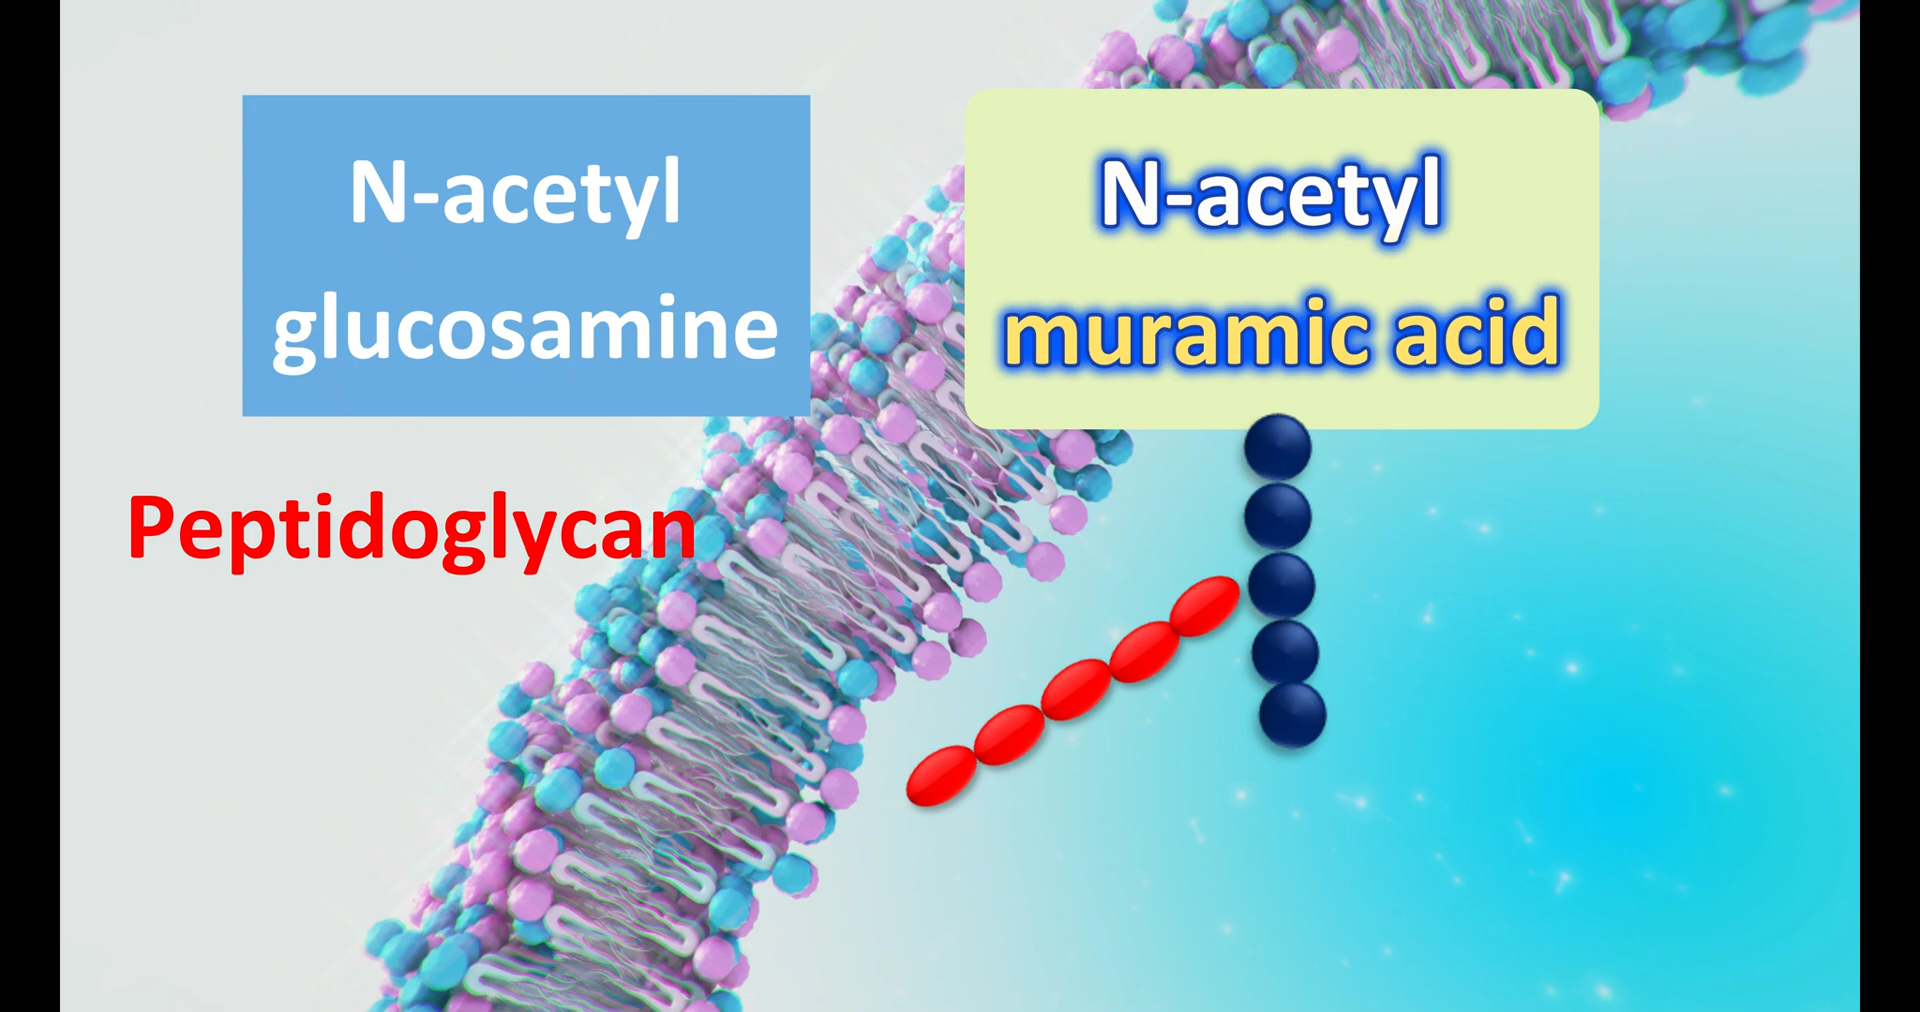 N-acetyl
glucosamine
N-acetyl
muramic acid
Peptidoglycan